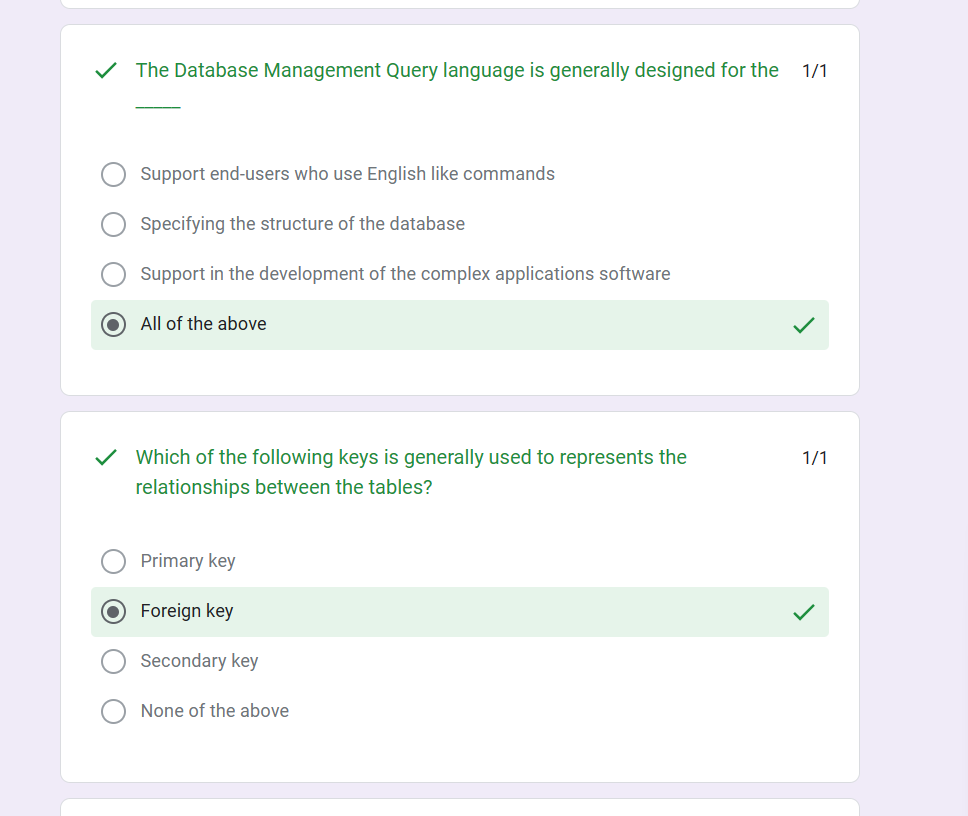 The Database Management Query language is generally designed for the 1/1
_____
Support end-users who use English like commands
Specifying the structure of the database
Support in the development of the complex applications software
All of the above
Which of the following keys is generally used to represents the 1/1
relationships between the tables?
Primary key
Foreign key
Secondary key
None of the above